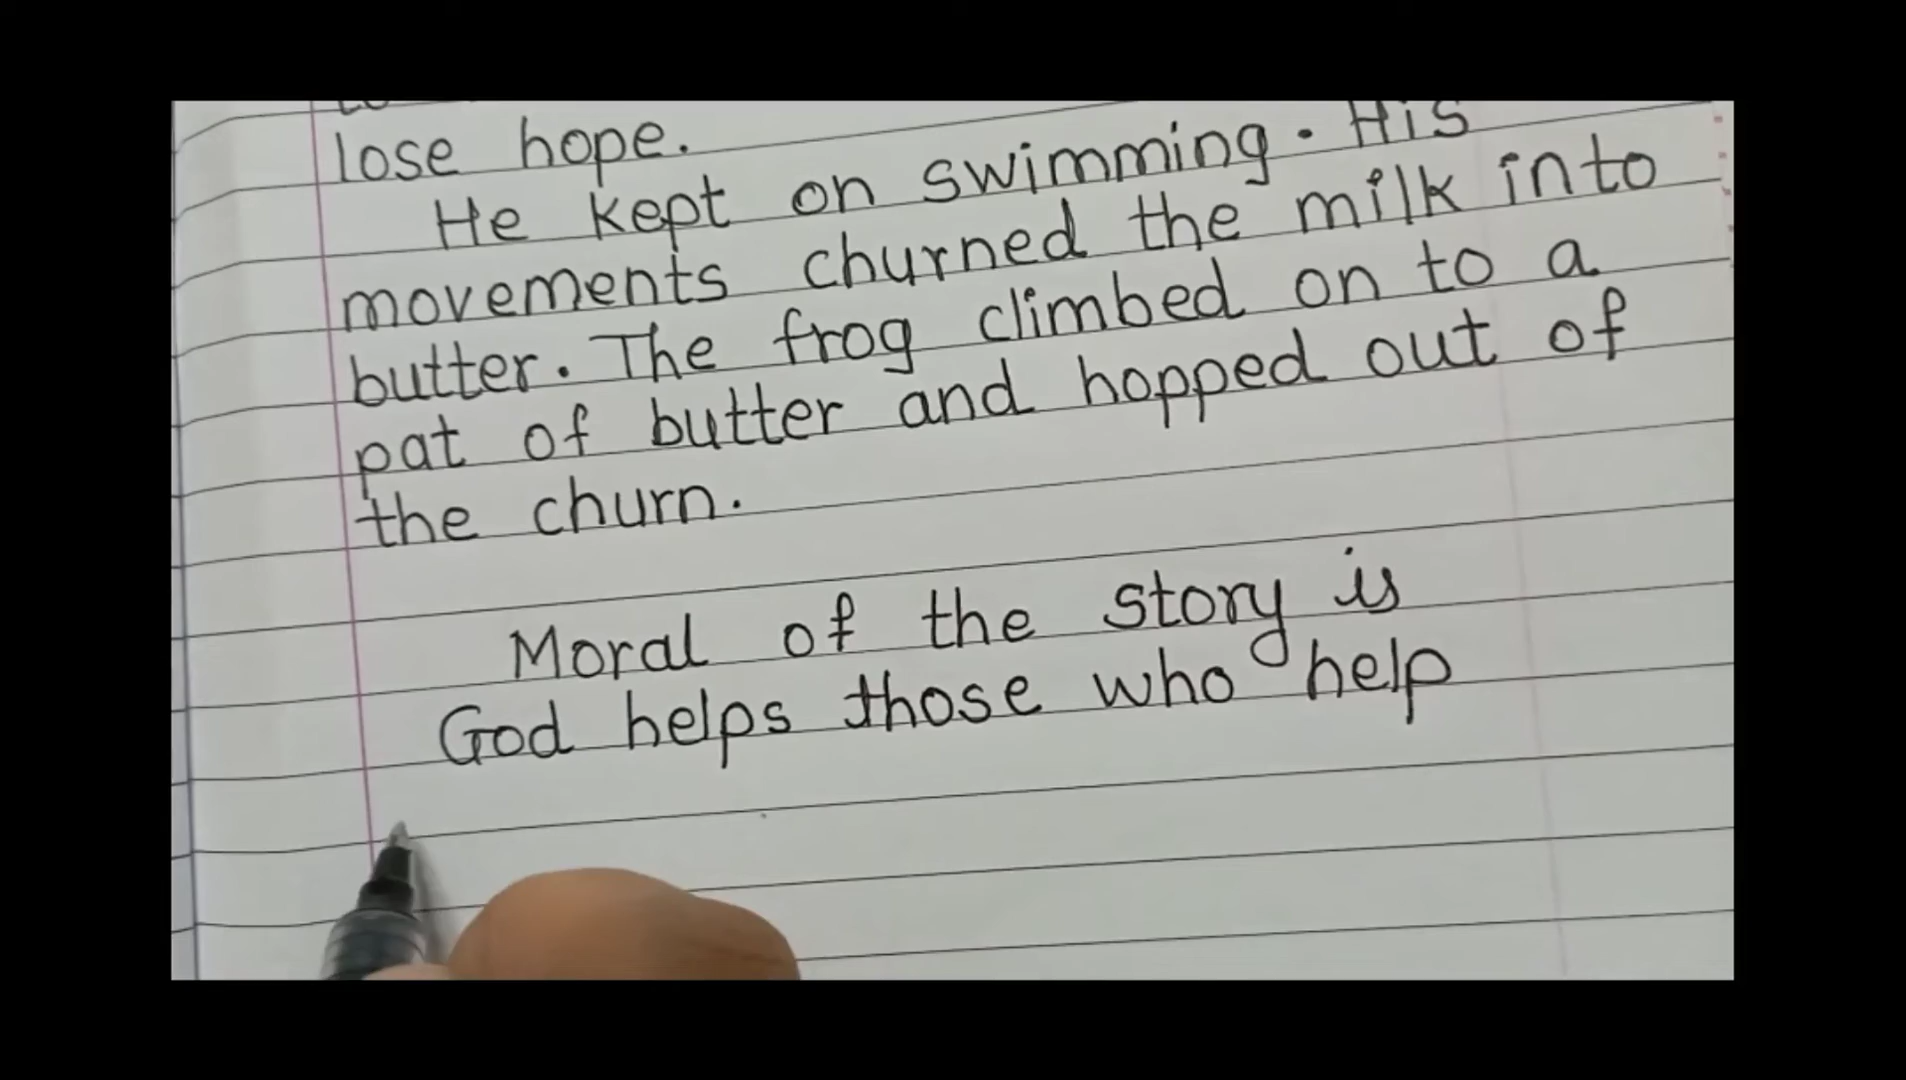 lose hope.
He kept on swimming. His
movements churned the milk into
butter. The frog climbed on to a
pat of butter and hopped out of
the churn.
Moral of the story is
God helps those who help